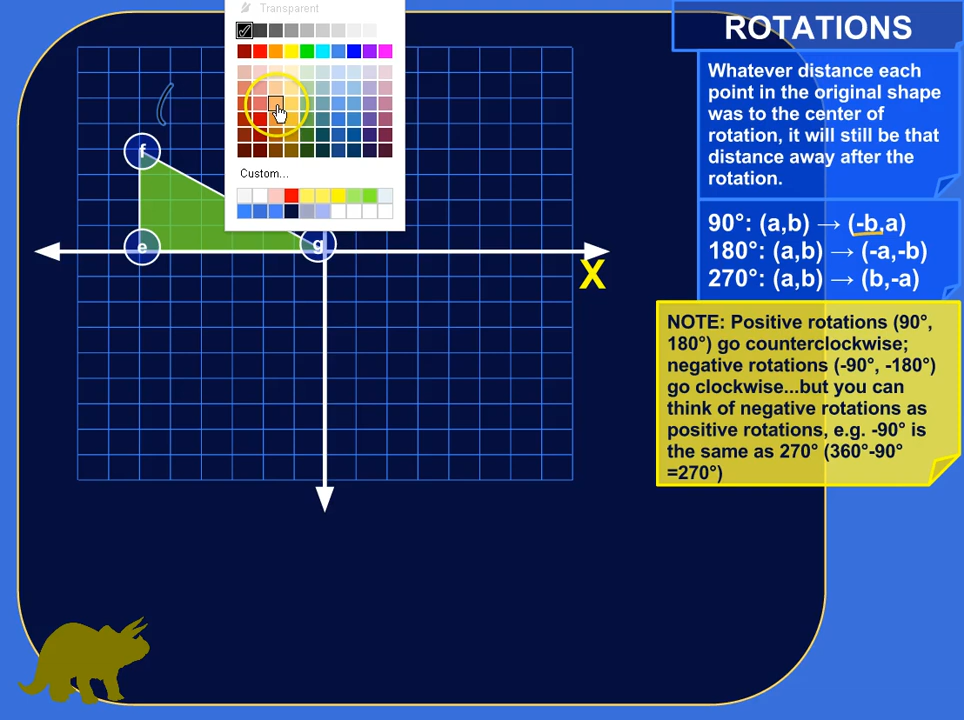 Transparent
ROTATIONS
Whatever distance each
point in the original shape
was to the center of
rotation, it will still be that
distance away after the
rotation.
f
Custom...
e
g
X
90°: (a,b) → (-b,a)
180°: (a,b) → (-a,-b)
270°: (a,b) → (b,-a)
NOTE: Positive rotations (90°,
180°) go counterclockwise;
negative rotations (-90°, -180°)
go clockwise...but you can
think of negative rotations as
positive rotations, e.g. -90° is
the same as 270° (360°-90°
=270°)